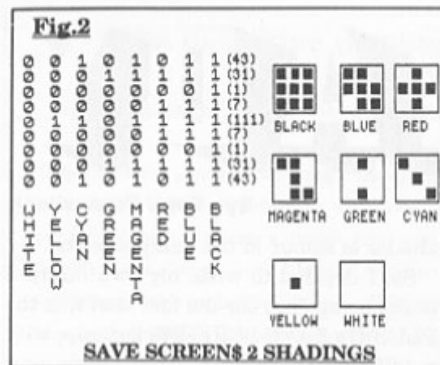 Fig.2
0 0 1 0 1 0 1 1 (43)
0 0 0 1 1 1 1 1 (31)
0 0 0 0 0 0 0 1 (1)
0 0 0 0 0 1 1 1 (7)
0 1 1 0 1 1 1 1 (111)
0 0 0 0 0 1 1 1 (7)
0 0 0 0 0 0 0 1 (1)
0 0 0 1 1 1 1 1 (31)
0 0 1 0 1 0 1 1 (43)
WHITE
YELLOW
CYAN
GREEN
MAGENTA
RED
BLUE
BLACK
BLACK BLUE RED
MAGENTA GREEN CYAN
YELLOW WHITE
SAVE SCREEN$ 2 SHADINGS